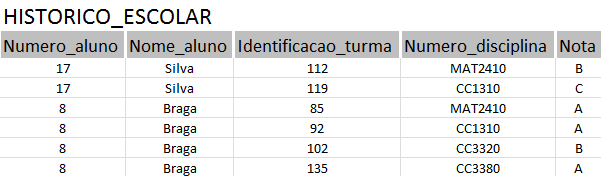 HISTORICO_ESCOLAR
Numero_aluno Nome_aluno Identificacao_turma Numero_disciplina Nota
17 Silva 112 MAT2410 B
17 Silva 119 CC1310 C
8 Braga 85 MAT2410 A
8 Braga 92 CC1310 A
8 Braga 102 CC3320 B
8 Braga 135 CC3380 A